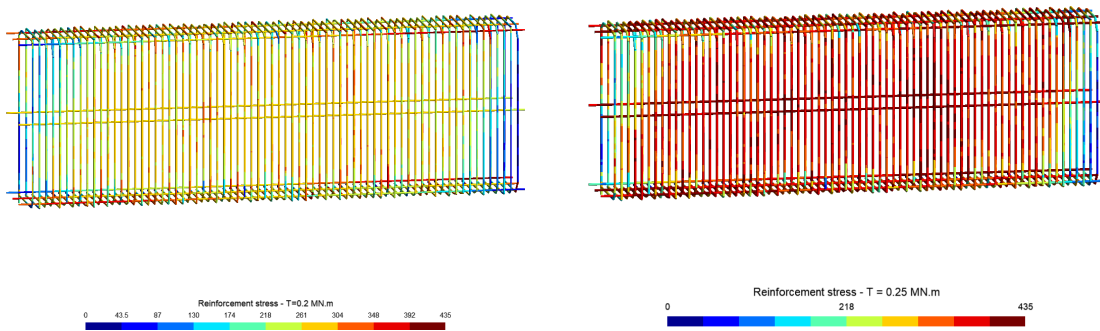 Reinforcement stress - T=0.2 MN.m
0 43.5 87 130 174 218 261 304 348 392 435
Reinforcement stress - T = 0.25 MN.m
0 218 435